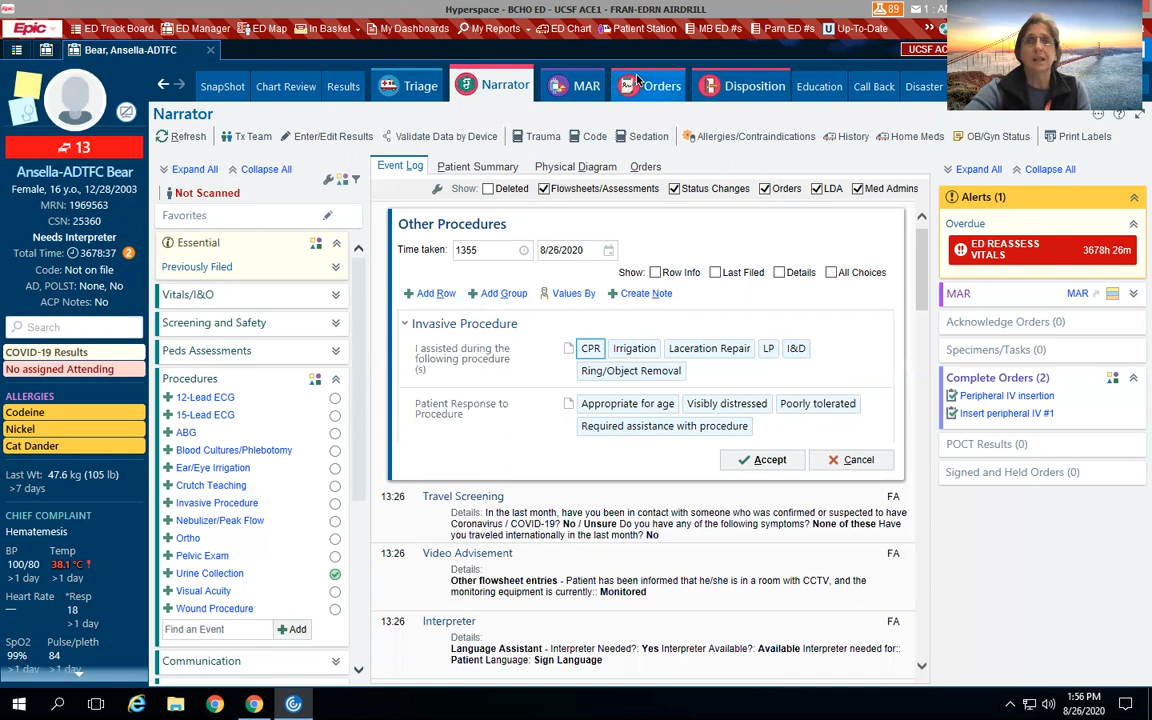 Hyperspace - BCHO ED - UCSF ACE1 - FRAN-EDRN AIRDRILL
89
Epic
ED Track Board
ED Manager
ED Map
In Basket
My Dashboards
My Reports
ED Chart
Patient Station
MB ED #s
Parn ED #s
Up-To-Date
Bear, Ansella-ADTFC
UCSF AC
SnapShot
Chart Review
Results
Triage
Narrator
MAR
Orders
Disposition
Education
Call Back
Disaster
Narrator
Refresh
Tx Team
Enter/Edit Results
Validate Data by Device
Trauma
Code
Sedation
Allergies/Contraindications
History
Home Meds
OB/Gyn Status
Print Labels
13
Ansella-ADTFC Bear
Female, 16 y.o., 12/28/2003
MRN: 1969563
CSN: 25360
Needs Interpreter
Total Time: 3678:37 2
Code: Not on file
AD, POLST: None, No
ACP Notes: No
Search
COVID-19 Results
No assigned Attending
ALLERGIES
Codeine
Nickel
Cat Dander
Last Wt: 47.6 kg (105 lb)
>7 days
CHIEF COMPLAINT
Hematemesis
BP Temp
100/80 38.1 °C !
>1 day >1 day
Heart Rate *Resp
— 18
>1 day
SpO2 Pulse/pleth
99% 84
>1 day >1 day
Expand All Collapse All
Not Scanned
Favorites
Essential
Previously Filed
Vitals/I&O
Screening and Safety
Peds Assessments
Procedures
12-Lead ECG
15-Lead ECG
ABG
Blood Cultures/Phlebotomy
Ear/Eye Irrigation
Crutch Teaching
Invasive Procedure
Nebulizer/Peak Flow
Ortho
Pelvic Exam
Urine Collection
Visual Acuity
Wound Procedure
Find an Event
Add
Communication
Event Log
Patient Summary
Physical Diagram
Orders
Show: Deleted Flowsheets/Assessments Status Changes Orders LDA Med Admins
Other Procedures
Time taken: 1355 8/26/2020
Show: Row Info Last Filed Details All Choices
Add Row Add Group Values By Create Note
Invasive Procedure
I assisted during the
following procedure
(s)
CPR Irrigation Laceration Repair LP I&D
Ring/Object Removal
Patient Response to
Procedure
Appropriate for age Visibly distressed Poorly tolerated
Required assistance with procedure
Accept Cancel
13:26 Travel Screening FA
Details: In the last month, have you been in contact with someone who was confirmed or suspected to have
Coronavirus / COVID-19? No / Unsure Do you have any of the following symptoms? None of these Have
you traveled internationally in the last month? No
13:26 Video Advisement FA
Details:
Other flowsheet entries - Patient has been informed that he/she is in a room with CCTV, and the
monitoring equipment is currently:: Monitored
13:26 Interpreter FA
Details:
Language Assistant - Interpreter Needed?: Yes Interpreter Available?: Available Interpreter needed for::
Patient Language: Sign Language
Expand All Collapse All
Alerts (1)
Overdue
ED REASSESS
VITALS
3678h 26m
MAR MAR
Acknowledge Orders (0)
Specimens/Tasks (0)
Complete Orders (2)
Peripheral IV insertion
Insert peripheral IV #1
POCT Results (0)
Signed and Held Orders (0)
1:56 PM
8/26/2020